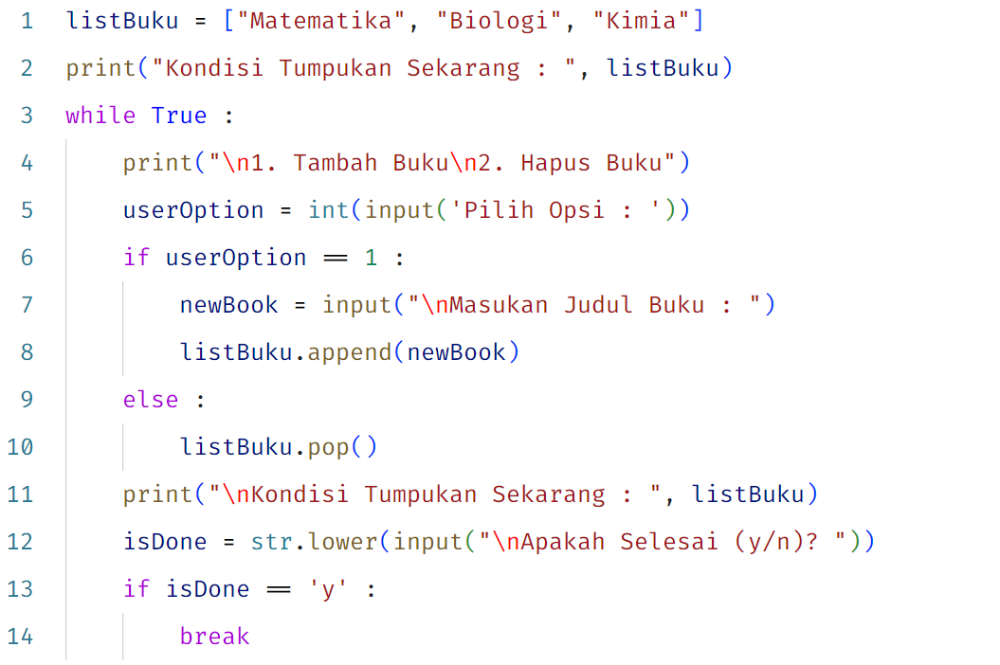 1 listBuku = ["Matematika", "Biologi", "Kimia"]
2 print("Kondisi Tumpukan Sekarang : ", listBuku)
3 while True :
4     print("\n1. Tambah Buku\n2. Hapus Buku")
5     userOption = int(input('Pilih Opsi : '))
6     if userOption == 1 :
7         newBook = input("\nMasukan Judul Buku : ")
8         listBuku.append(newBook)
9     else :
10         listBuku.pop()
11     print("\nKondisi Tumpukan Sekarang : ", listBuku)
12     isDone = str.lower(input("\nApakah Selesai (y/n)? "))
13     if isDone == 'y' :
14         break